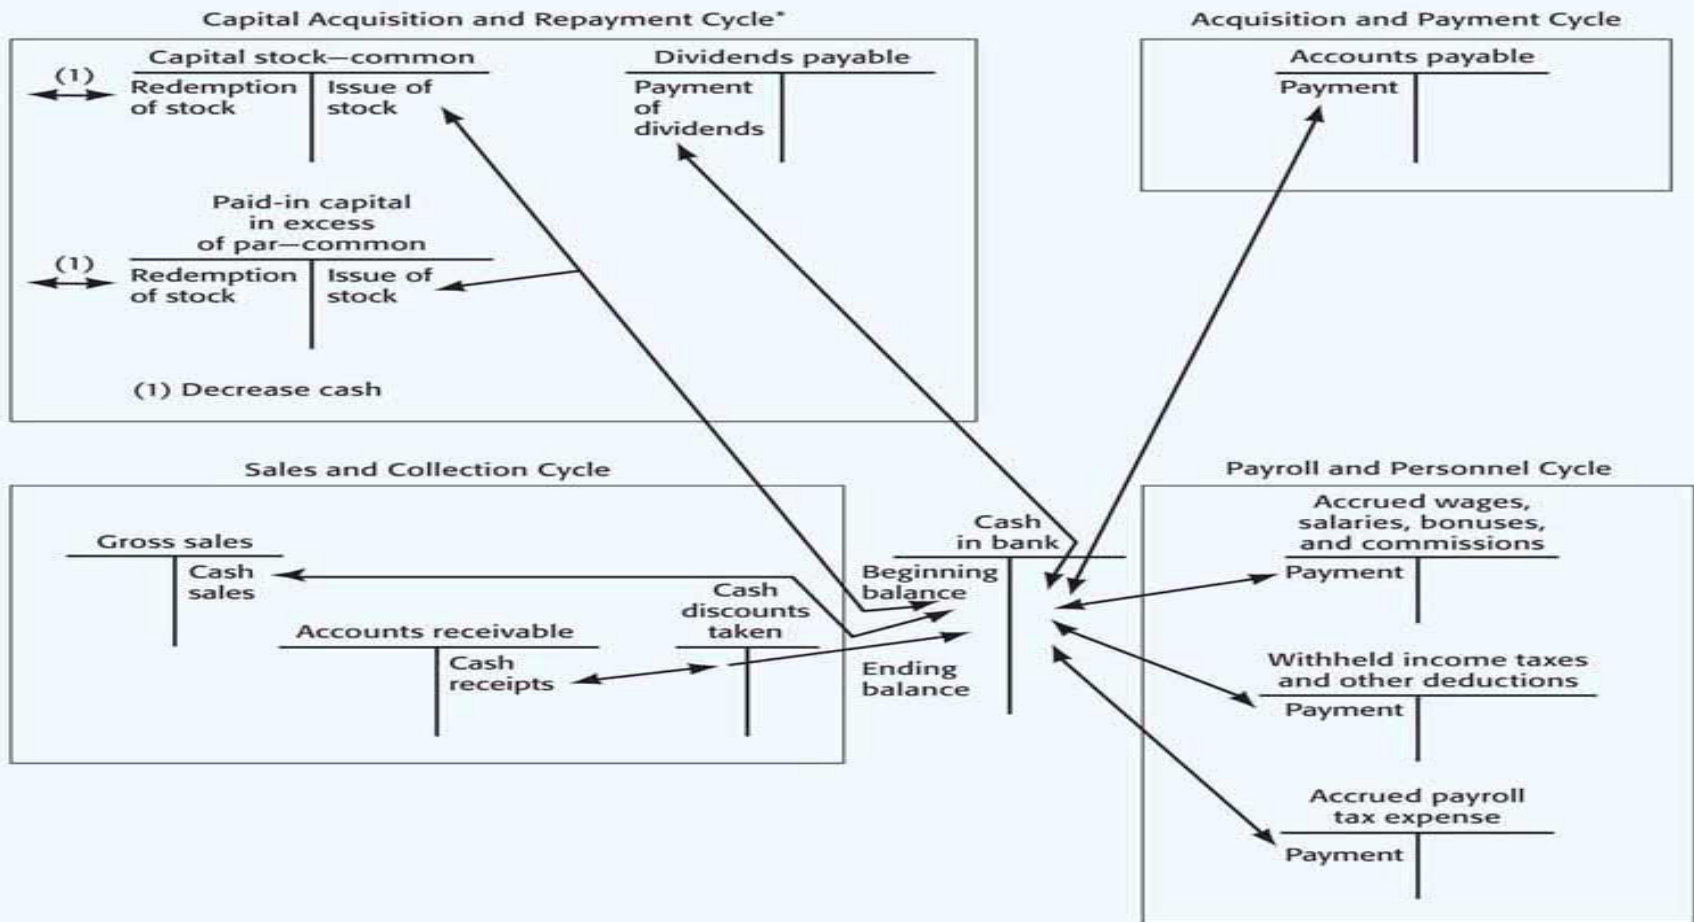 Capital Acquisition and Repayment Cycle*
Capital stock—common
(1)
Redemption
of stock
Issue of
stock
Dividends payable
Payment
of
dividends
Paid-in capital
in excess
of par—common
(1)
Redemption
of stock
Issue of
stock
(1) Decrease cash
Acquisition and Payment Cycle
Accounts payable
Payment
Sales and Collection Cycle
Gross sales
Cash
sales
Accounts receivable
Cash
receipts
Cash
discounts
taken
Cash
in bank
Beginning
balance
Ending
balance
Payroll and Personnel Cycle
Accrued wages,
salaries, bonuses,
and commissions
Payment
Withheld income taxes
and other deductions
Payment
Accrued payroll
tax expense
Payment